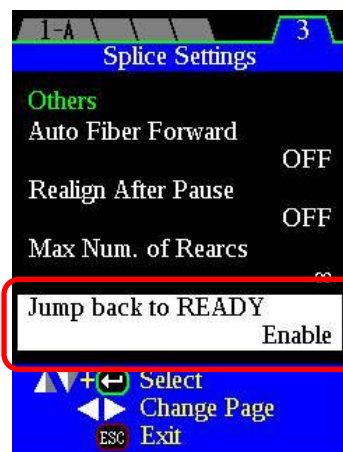 1-A 3
Splice Settings
Others
Auto Fiber Forward
OFF
Realign After Pause
OFF
Max Num. of Rearcs
∞
Jump back to READY
Enable
+ Select
Change Page
ESC Exit